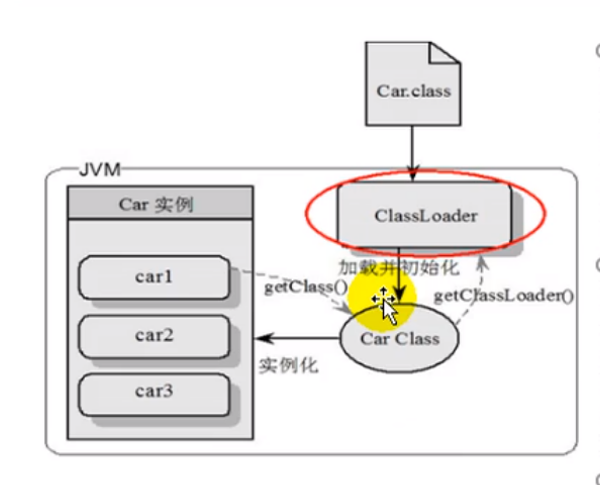 Car.class
JVM
Car 实例
ClassLoader
加载并初始化
car1
getClass()
getClassLoader()
car2
Car Class
实例化
car3